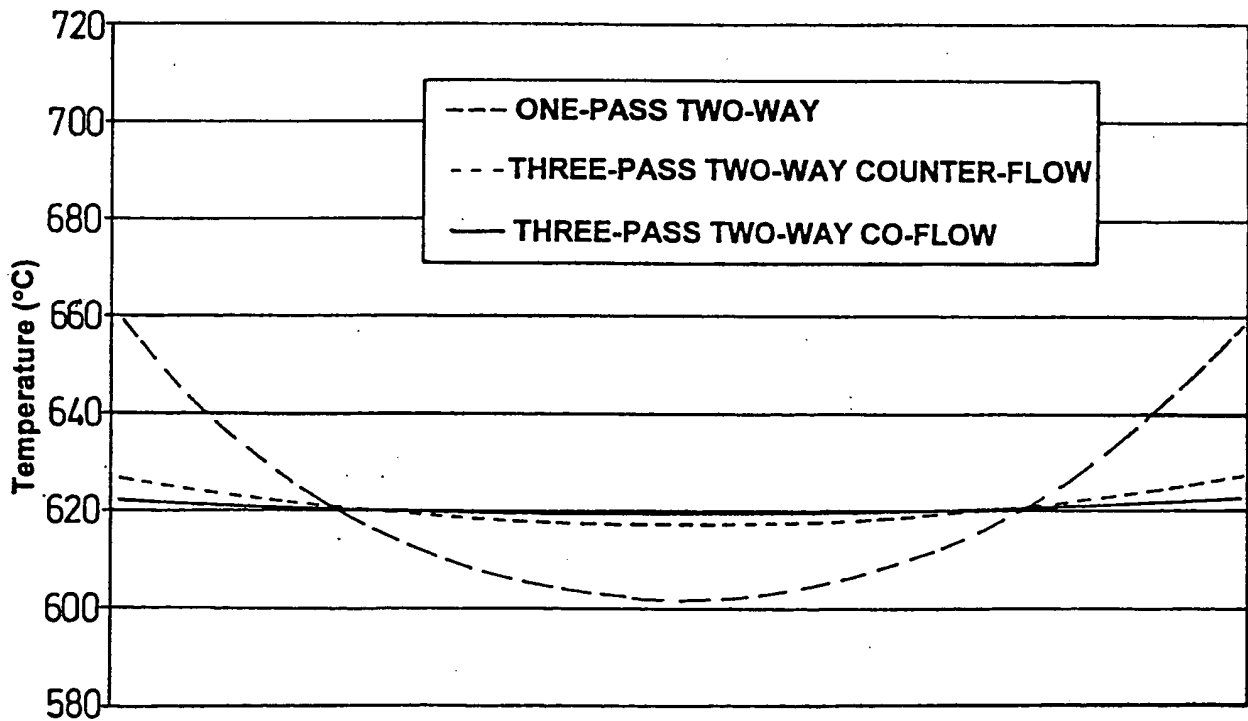 720
700
680
660
640
620
600
580
Temperature (°C)
ONE-PASS TWO-WAY
THREE-PASS TWO-WAY COUNTER-FLOW
THREE-PASS TWO-WAY CO-FLOW